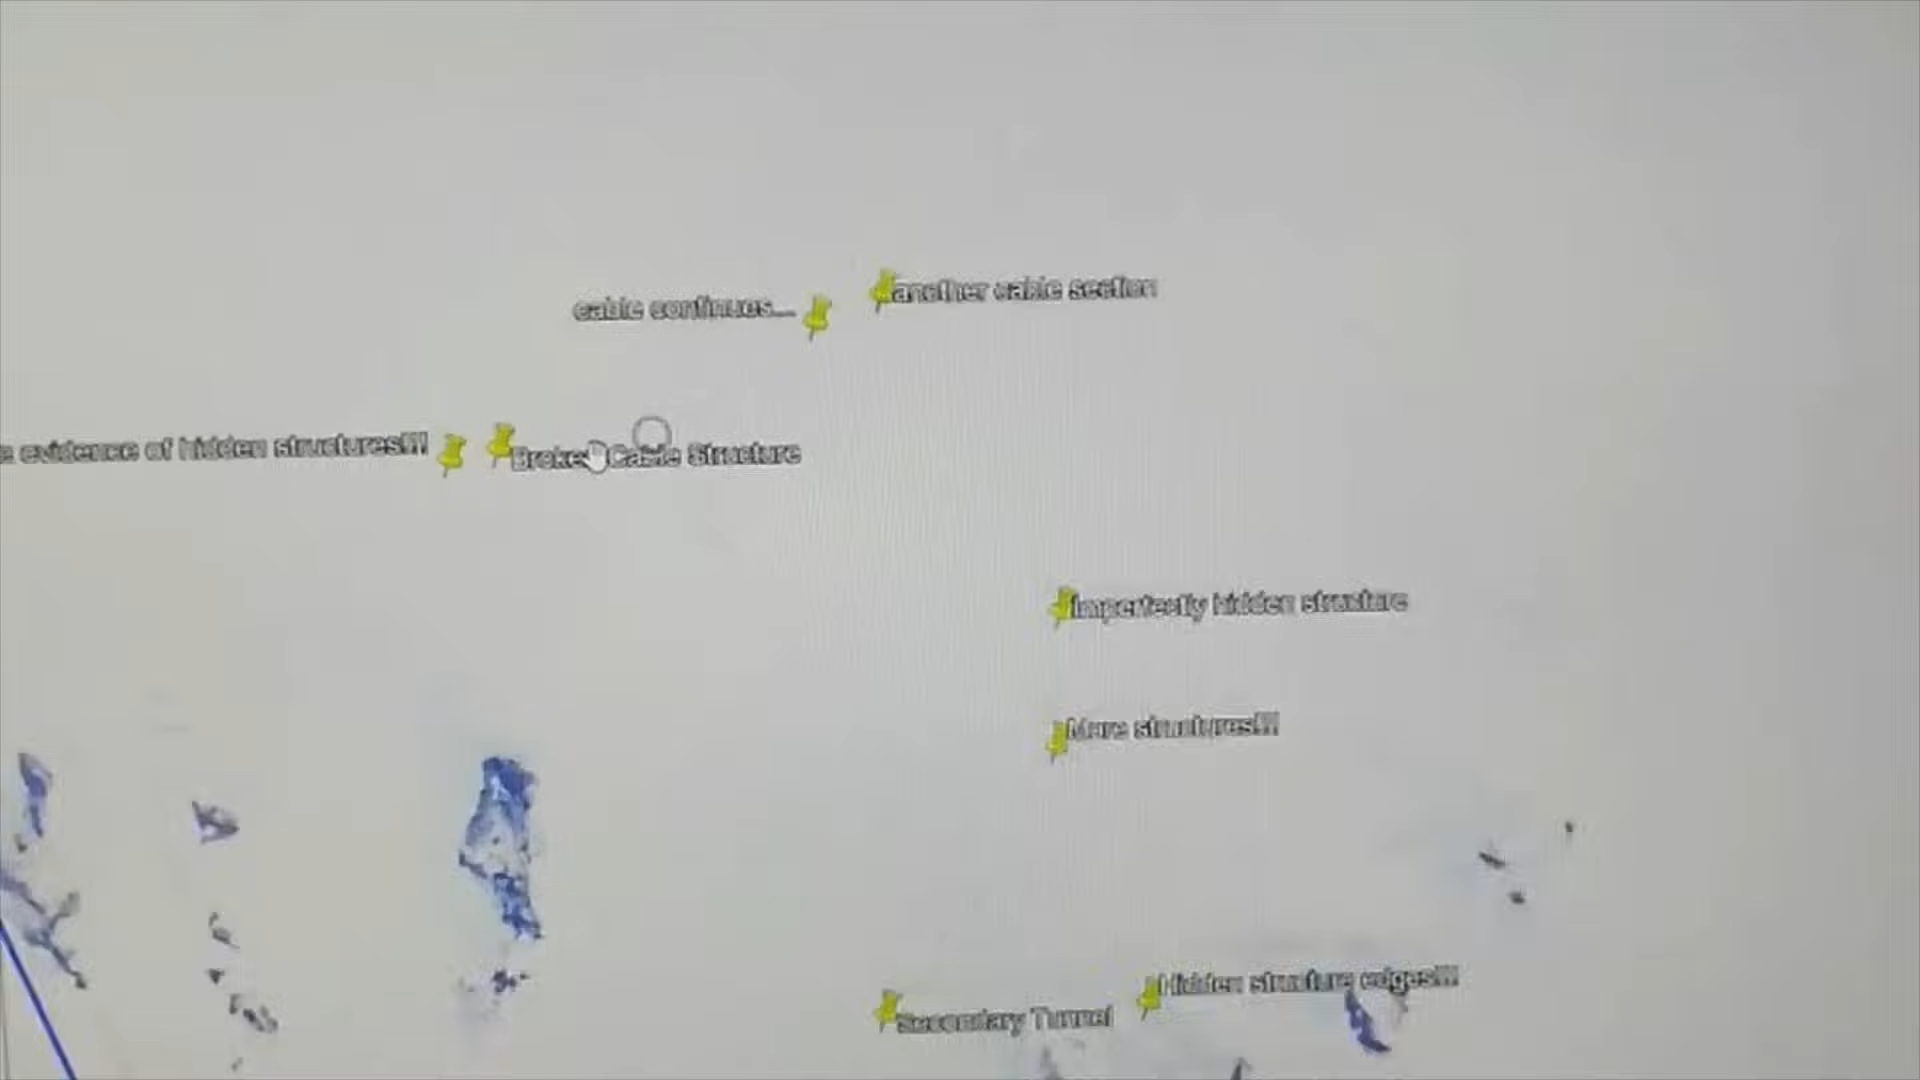 another cable section
cable continues...
evidence of hidden structures!!!
Broken Cable Structure
Imperfectly hidden structure
More structures!!!
Hidden structure edges!!!
Secondary Tunnel